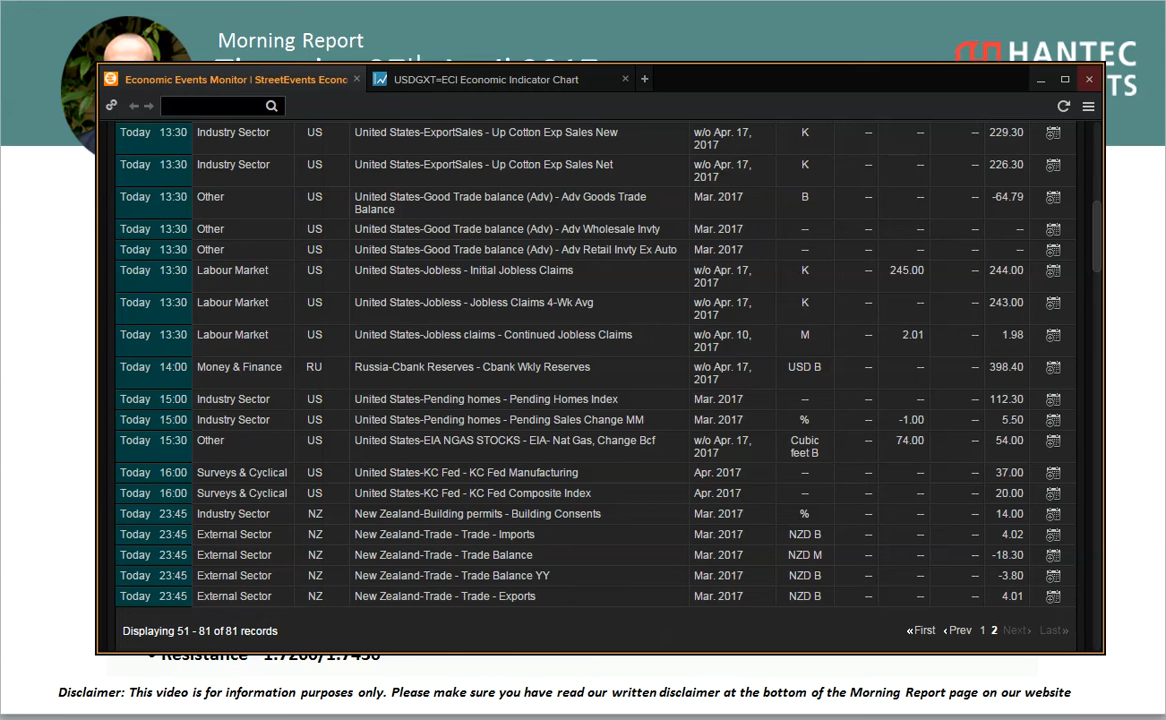 Morning Report
HANTEC
Economic Events Monitor | StreetEvents Econc
USDGXT=ECI Economic Indicator Chart
Today 13:30 Industry Sector US United States-ExportSales - Up Cotton Exp Sales New w/o Apr. 17, 2017 K -- -- -- 229.30
Today 13:30 Industry Sector US United States-ExportSales - Up Cotton Exp Sales Net w/o Apr. 17, 2017 K -- -- -- 226.30
Today 13:30 Other US United States-Good Trade balance (Adv) - Adv Goods Trade Balance Mar. 2017 B -- -- -- -64.79
Today 13:30 Other US United States-Good Trade balance (Adv) - Adv Wholesale Invty Mar. 2017 -- -- -- -- --
Today 13:30 Other US United States-Good Trade balance (Adv) - Adv Retail Invty Ex Auto Mar. 2017 -- -- -- -- --
Today 13:30 Labour Market US United States-Jobless - Initial Jobless Claims w/o Apr. 17, 2017 K -- 245.00 -- 244.00
Today 13:30 Labour Market US United States-Jobless - Jobless Claims 4-Wk Avg w/o Apr. 17, 2017 K -- -- -- 243.00
Today 13:30 Labour Market US United States-Jobless claims - Continued Jobless Claims w/o Apr. 10, 2017 M -- 2.01 -- 1.98
Today 14:00 Money & Finance RU Russia-Cbank Reserves - Cbank Wkly Reserves w/o Apr. 17, 2017 USD B -- -- -- 398.40
Today 15:00 Industry Sector US United States-Pending homes - Pending Homes Index Mar. 2017 -- -- -- -- 112.30
Today 15:00 Industry Sector US United States-Pending homes - Pending Sales Change MM Mar. 2017 % -- -1.00 -- 5.50
Today 15:30 Other US United States-EIA NGAS STOCKS - EIA- Nat Gas, Change Bcf w/o Apr. 17, 2017 Cubic feet B -- 74.00 -- 54.00
Today 16:00 Surveys & Cyclical US United States-KC Fed - KC Fed Manufacturing Apr. 2017 -- -- -- -- 37.00
Today 16:00 Surveys & Cyclical US United States-KC Fed - KC Fed Composite Index Apr. 2017 -- -- -- -- 20.00
Today 23:45 Industry Sector NZ New Zealand-Building permits - Building Consents Mar. 2017 % -- -- -- 14.00
Today 23:45 External Sector NZ New Zealand-Trade - Trade - Imports Mar. 2017 NZD B -- -- -- 4.02
Today 23:45 External Sector NZ New Zealand-Trade - Trade Balance Mar. 2017 NZD M -- -- -- -18.30
Today 23:45 External Sector NZ New Zealand-Trade - Trade Balance YY Mar. 2017 NZD B -- -- -- -3.80
Today 23:45 External Sector NZ New Zealand-Trade - Trade - Exports Mar. 2017 NZD B -- -- -- 4.01
Displaying 51 - 81 of 81 records
«First ‹Prev 1 2 Next› Last»
• Resistance
Disclaimer: This video is for information purposes only. Please make sure you have read our written disclaimer at the bottom of the Morning Report page on our website